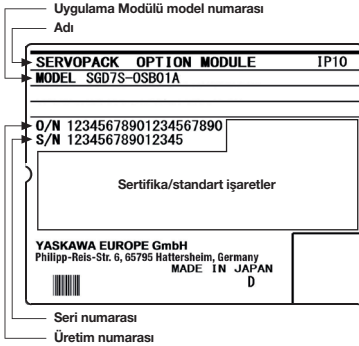 Uygulama Modülü model numarası
Adı
SERVOPACK OPTION MODULE IP10
MODEL SGD7S-OSB01A
O/N 12345678901234567890
S/N 123456789012345
Sertifika/standart işaretler
YASKAWA EUROPE GmbH
Philipp-Reis-Str. 6, 65795 Hattersheim, Germany
MADE IN JAPAN
D
Seri numarası
Üretim numarası